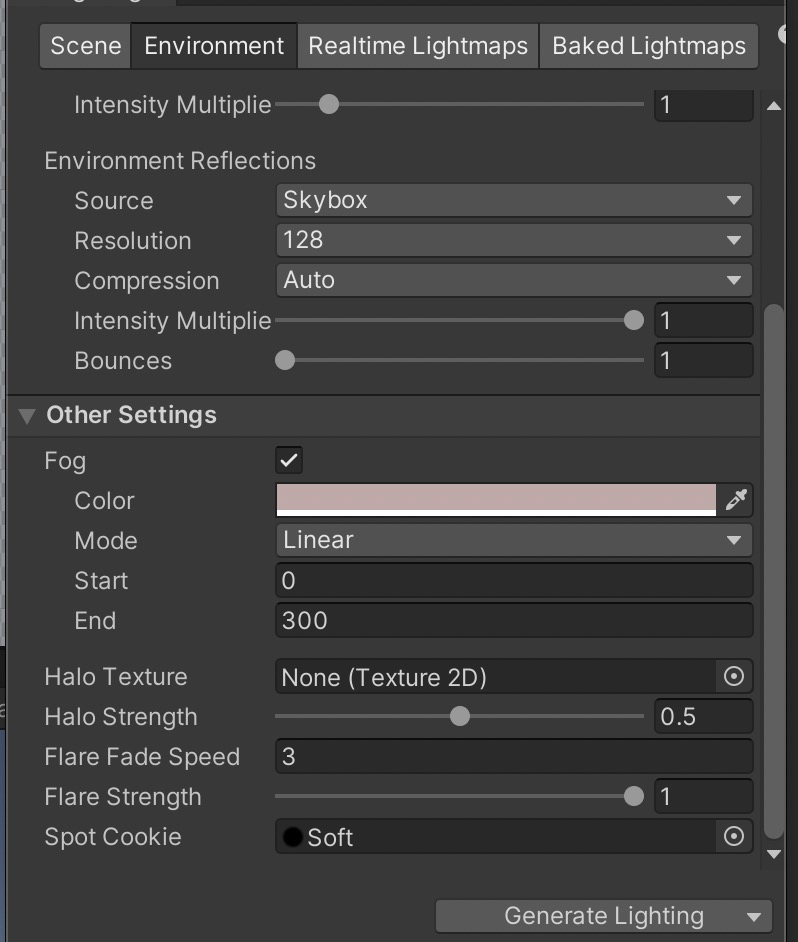 Scene Environment Realtime Lightmaps Baked Lightmaps
Intensity Multiplie 1
Environment Reflections
Source Skybox
Resolution 128
Compression Auto
Intensity Multiplie 1
Bounces 1
Other Settings
Fog
Color
Mode Linear
Start 0
End 300
Halo Texture None (Texture 2D)
Halo Strength 0.5
Flare Fade Speed 3
Flare Strength 1
Spot Cookie Soft
Generate Lighting